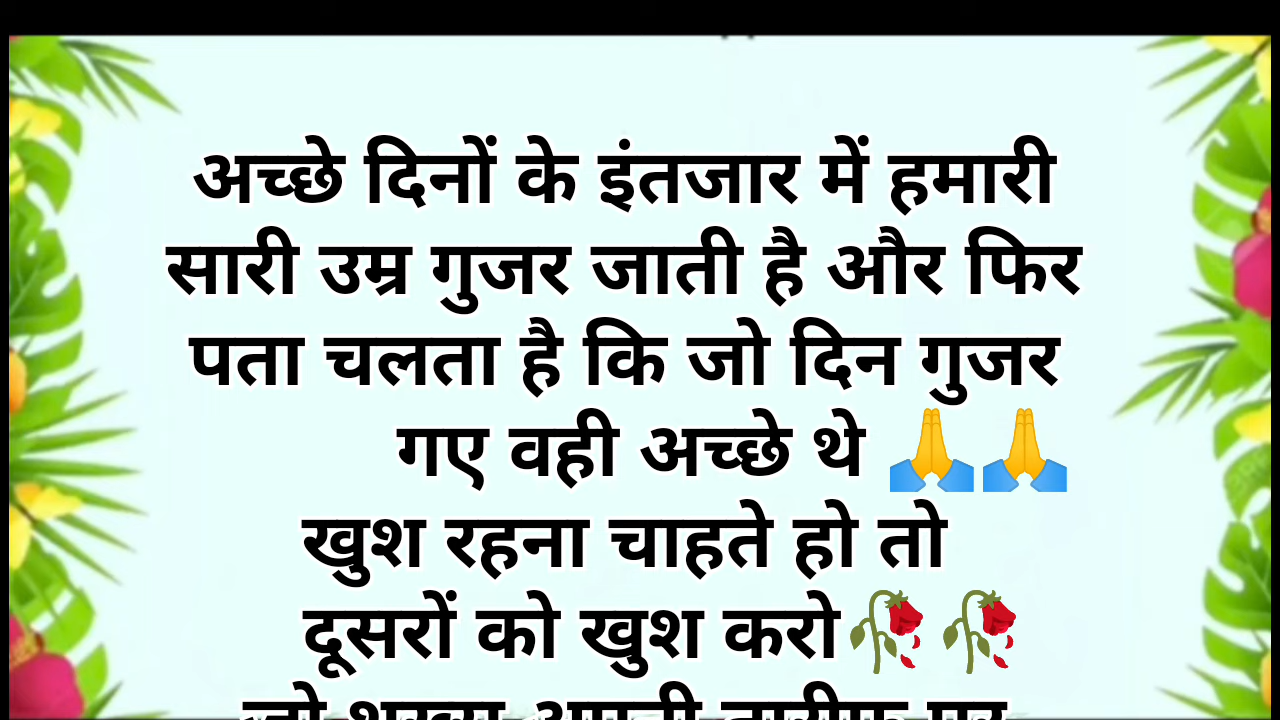 अच्छे दिनों के इंतजार में हमारी
सारी उम्र गुजर जाती है और फिर
पता चलता है कि जो दिन गुजर
गए वही अच्छे थे 🙏🙏
खुश रहना चाहते हो तो
दूसरों को खुश करो🥀🥀